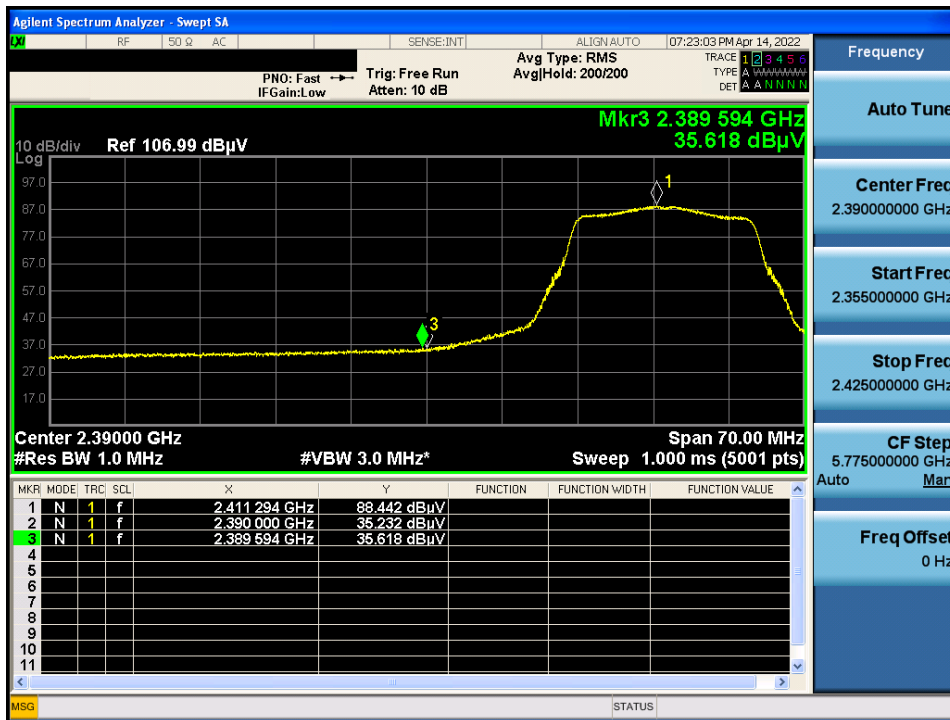 Agilent Spectrum Analyzer - Swept SA
LXI RF 50 Ω AC SENSE:INT ALIGN AUTO 07:23:03 PM Apr 14, 2022
PNO: Fast
IFGain:Low
Trig: Free Run
Atten: 10 dB
Avg Type: RMS
Avg|Hold: 200/200
TRACE 1 2 3 4 5 6
TYPE A WWWWW
DET A A N N N N
Mkr3 2.389 594 GHz
35.618 dBµV
10 dB/div Ref 106.99 dBµV
Log
97.0
87.0
77.0
67.0
57.0
47.0
37.0
27.0
17.0
1
3
Center 2.39000 GHz Span 70.00 MHz
#Res BW 1.0 MHz #VBW 3.0 MHz* Sweep 1.000 ms (5001 pts)
MKR MODE TRC SCL X Y FUNCTION FUNCTION WIDTH FUNCTION VALUE
1 N 1 f 2.411 294 GHz 88.442 dBµV
2 N 1 f 2.390 000 GHz 35.232 dBµV
3 N 1 f 2.389 594 GHz 35.618 dBµV
4
5
6
7
8
9
10
11
MSG STATUS
Frequency
Auto Tune
Center Freq
2.390000000 GHz
Start Freq
2.355000000 GHz
Stop Freq
2.425000000 GHz
CF Step
5.775000000 GHz
Auto Man
Freq Offset
0 Hz